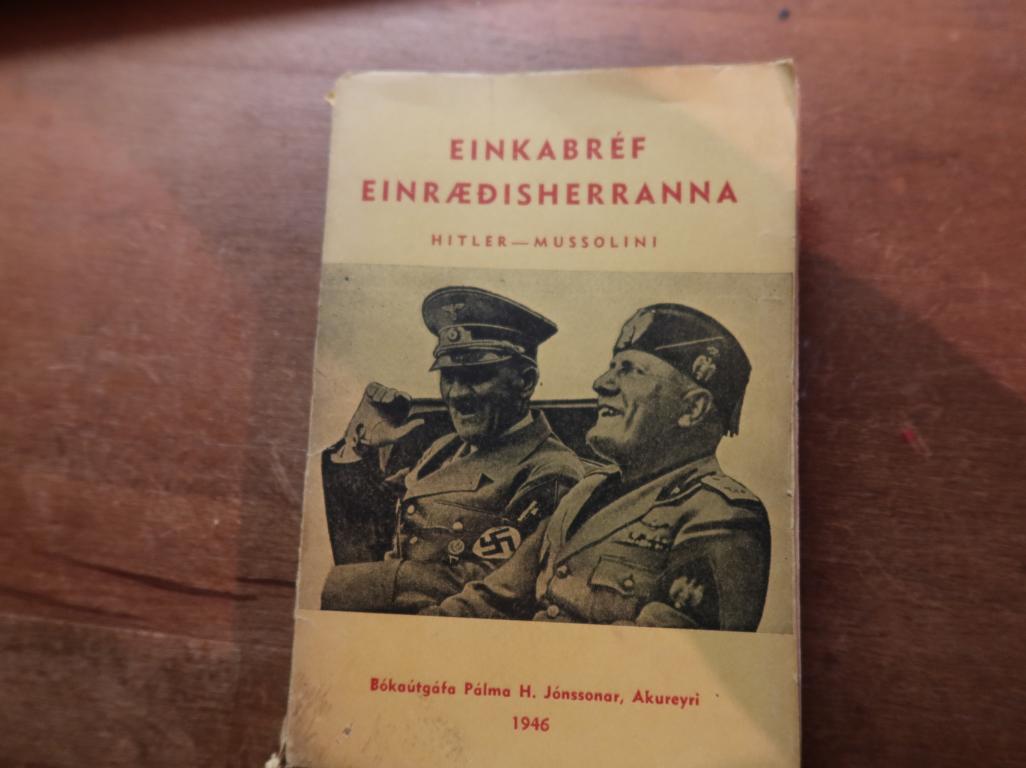 EINKABRÉF
EINRÆÐISHERRANNA
HITLER—MUSSOLINI
Bókaútgáfa Pálma H. Jónssonar, Akureyri
1946